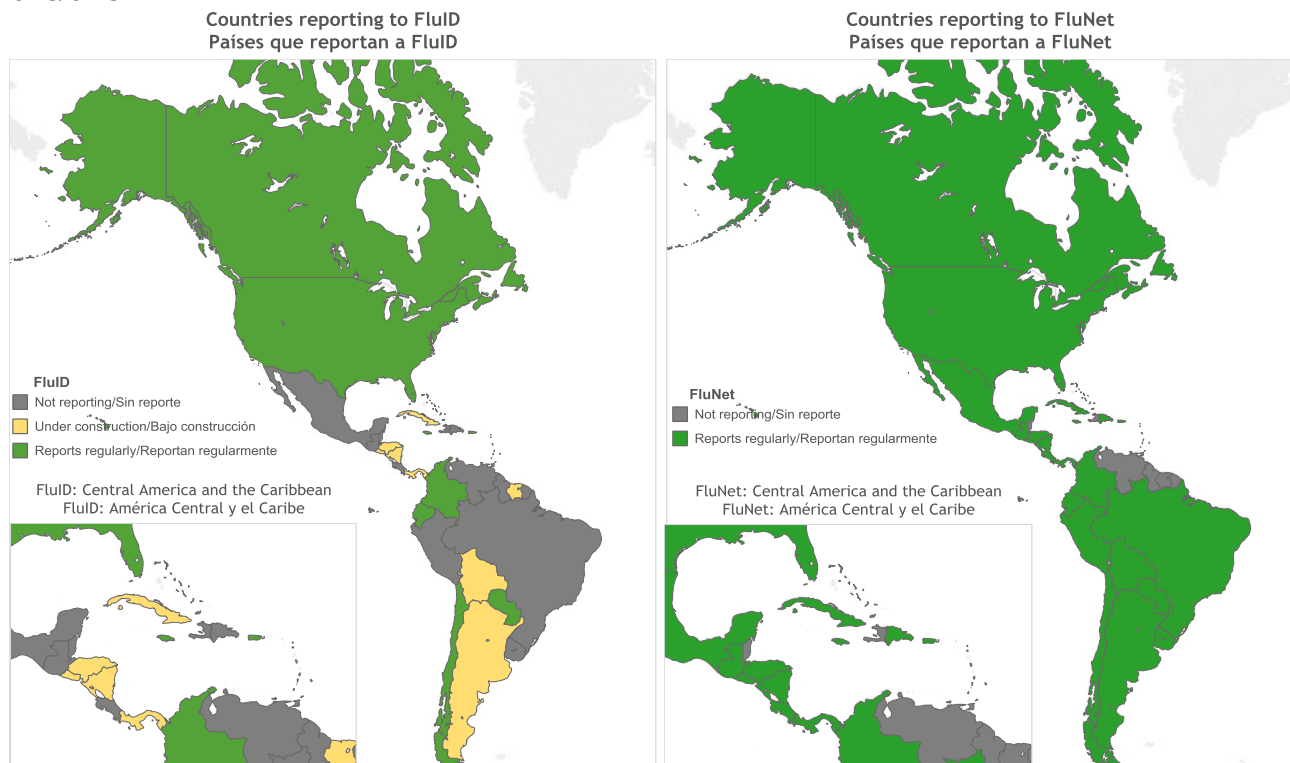 Countries reporting to FluID
Países que reportan a FluID
Countries reporting to FluNet
Países que reportan a FluNet
FluID
Not reporting/Sin reporte
Under construction/Bajo construcción
Reports regularly/Reportan regularmente
FluID: Central America and the Caribbean
FluID: América Central y el Caribe
FluNet
Not reporting/Sin reporte
Reports regularly/Reportan regularmente
FluNet: Central America and the Caribbean
FluNet: América Central y el Caribe